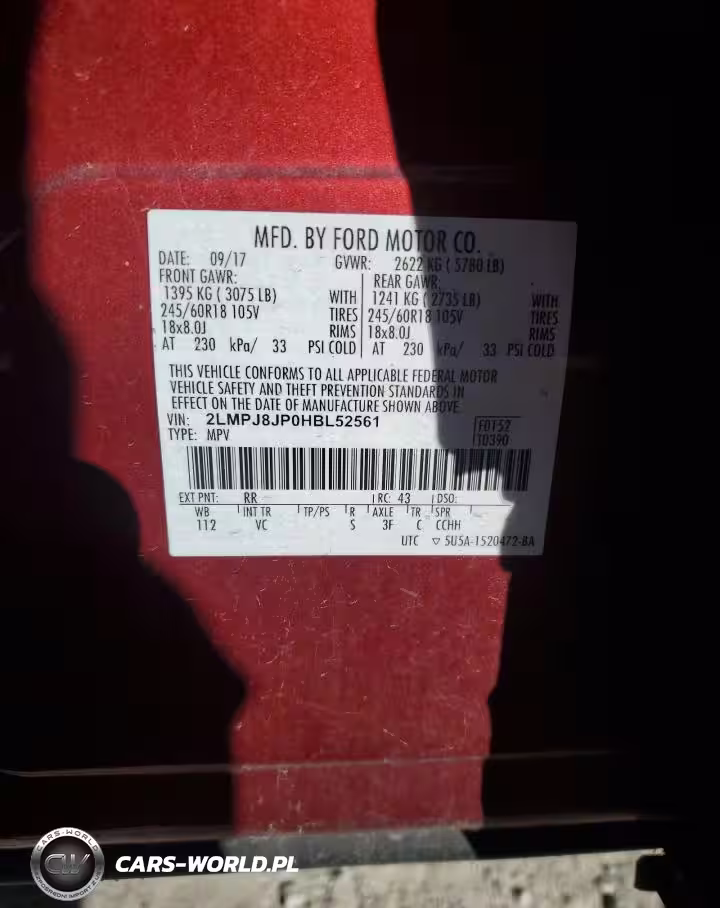 MFD. BY FORD MOTOR CO.
DATE: 09/17 GVWR: 2622 KG ( 5780 LB)
FRONT GAWR: REAR GAWR:
1395 KG ( 3075 LB) WITH 1241 KG ( 2735 LB) WITH
245/60R18 105V TIRES 245/60R18 105V TIRES
18x8.0J RIMS 18x8.0J RIMS
AT 230 kPa/ 33 PSI COLD AT 230 kPa/ 33 PSI COLD
THIS VEHICLE CONFORMS TO ALL APPLICABLE FEDERAL MOTOR
VEHICLE SAFETY AND THEFT PREVENTION STANDARDS IN
EFFECT ON THE DATE OF MANUFACTURE SHOWN ABOVE.
VIN: 2LMPJ8JP0HBL52561
TYPE: MPV
F0152
T0390
EXT PNT: RR RC: 43 DSO:
WB INT TR TP/PS R AXLE TR SPR
112 VC S 3F C CCHH
UTC ▽ 5U5A-1520472-BA
CARS-WORLD
CW
CARS-WORLD.PL